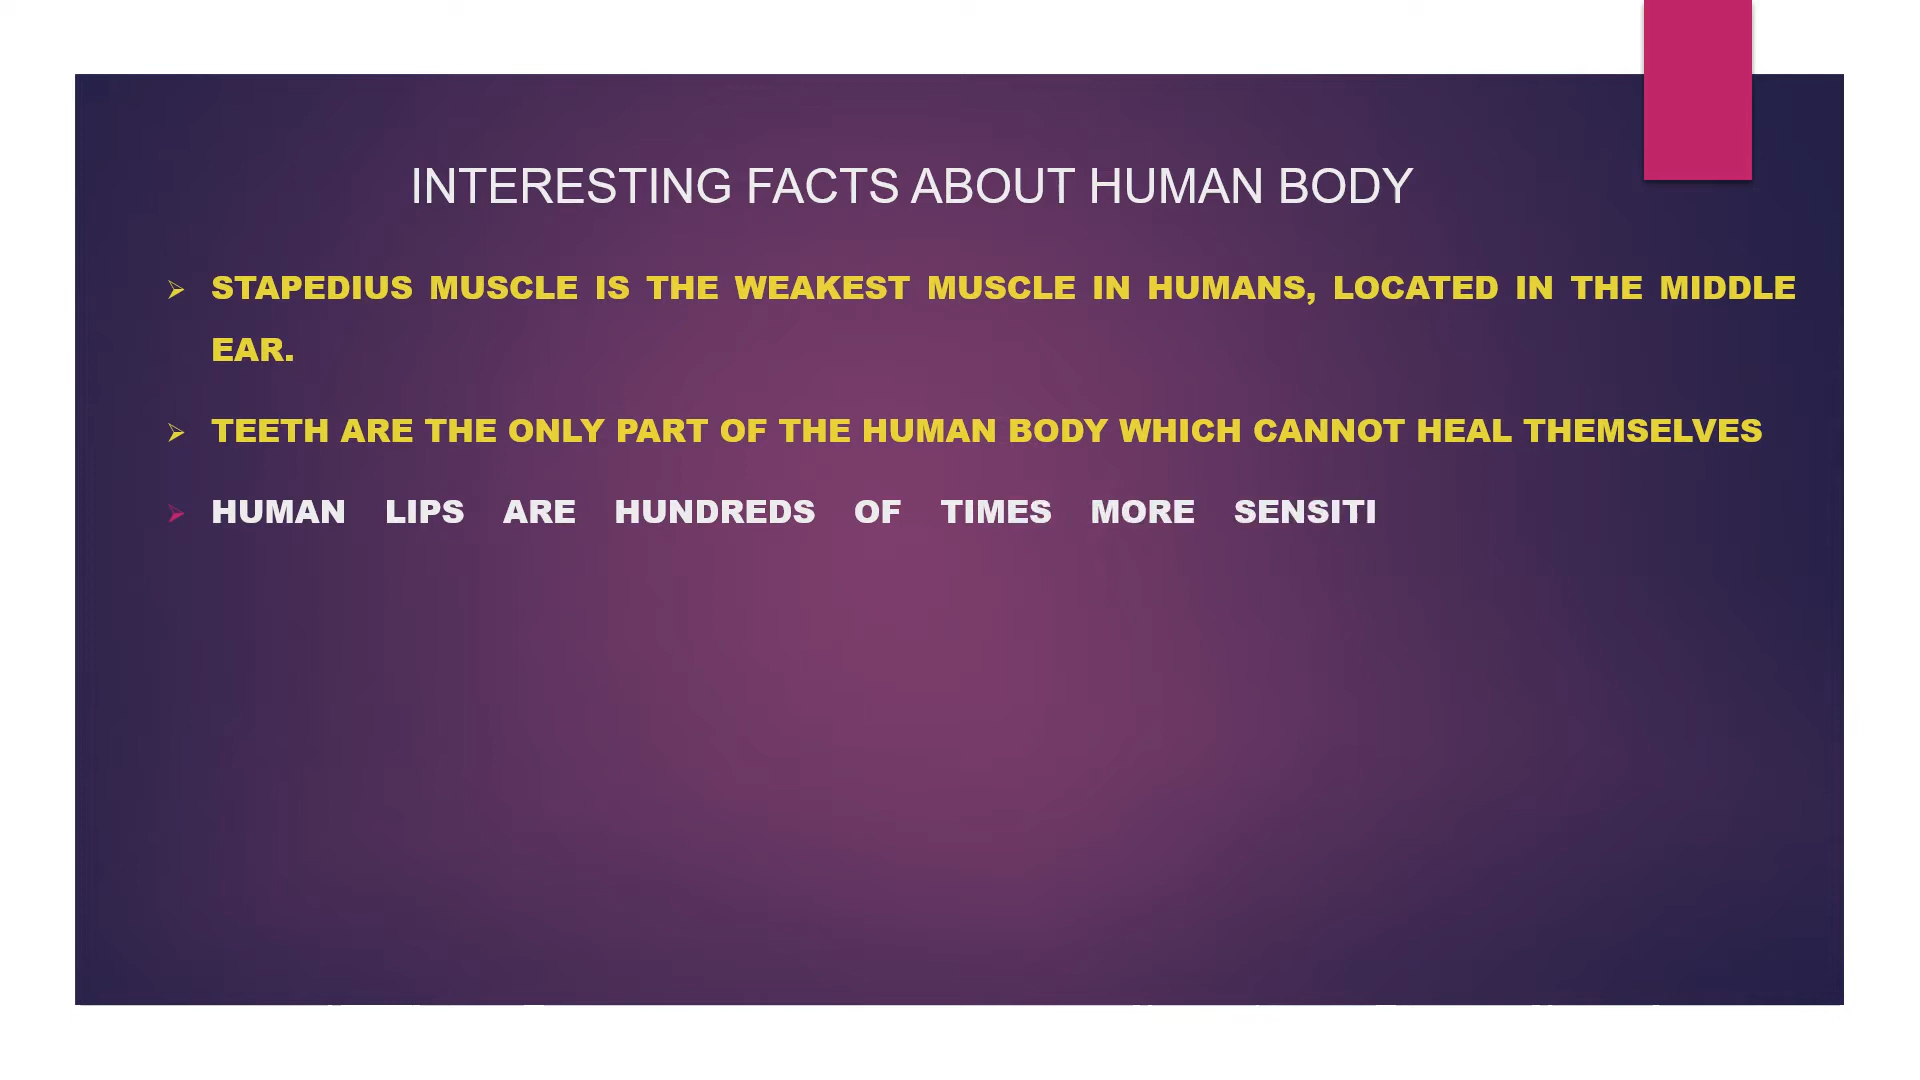 INTERESTING FACTS ABOUT HUMAN BODY
STAPEDIUS MUSCLE IS THE WEAKEST MUSCLE IN HUMANS, LOCATED IN THE MIDDLE
EAR.
TEETH ARE THE ONLY PART OF THE HUMAN BODY WHICH CANNOT HEAL THEMSELVES
HUMAN LIPS ARE HUNDREDS OF TIMES MORE SENSITI